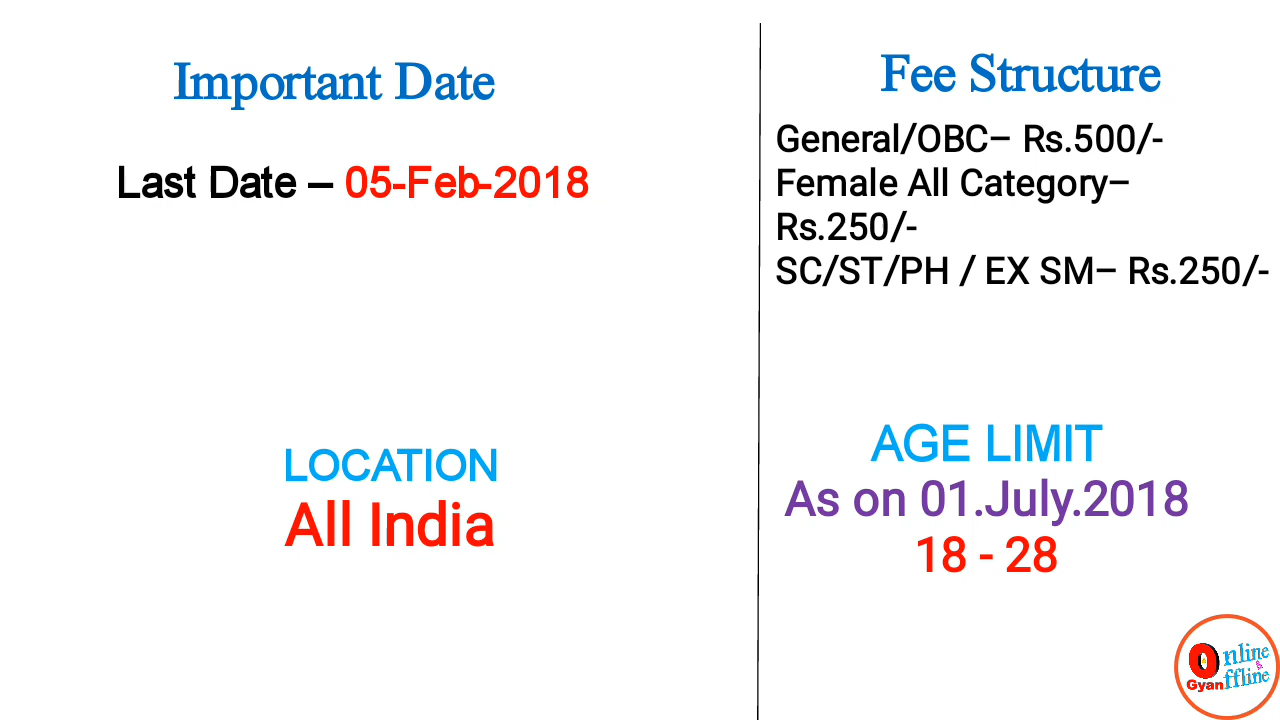 Important Date
Last Date – 05-Feb-2018
LOCATION
All India
Fee Structure
General/OBC– Rs.500/-
Female All Category–
Rs.250/-
SC/ST/PH / EX SM– Rs.250/-
AGE LIMIT
As on 01.July.2018
18 - 28
Online
&
Offline
Gyan